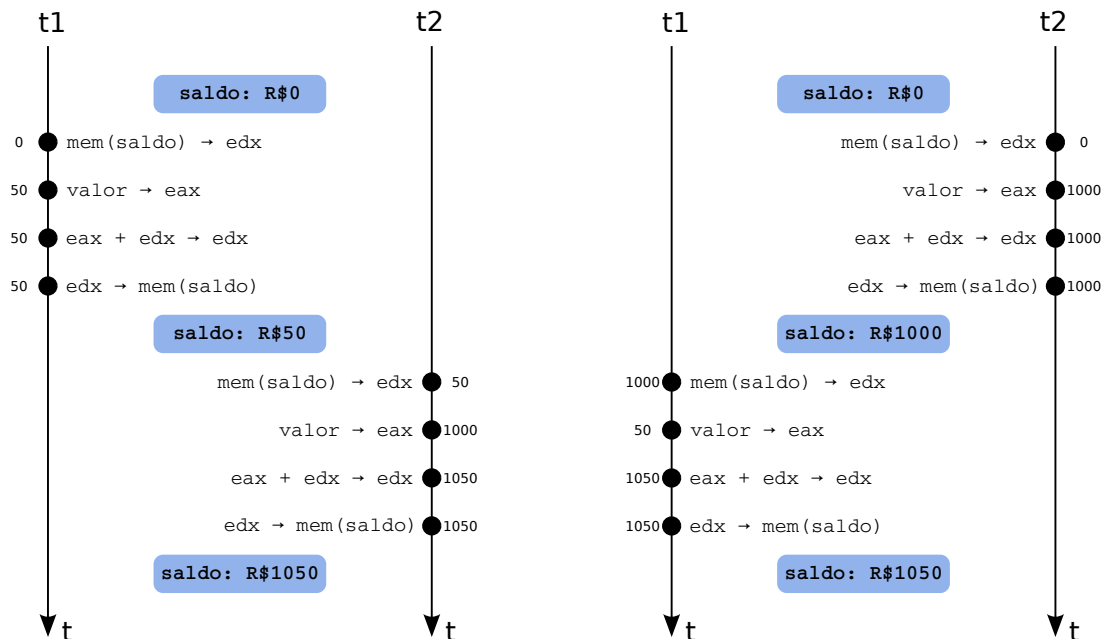 t1
t2
saldo: R$0
0 mem(saldo) → edx
50 valor → eax
50 eax + edx → edx
50 edx → mem(saldo)
saldo: R$50
mem(saldo) → edx 50
valor → eax 1000
eax + edx → edx 1050
edx → mem(saldo) 1050
saldo: R$1050
t
t
t1
t2
saldo: R$0
mem(saldo) → edx 0
valor → eax 1000
eax + edx → edx 1000
edx → mem(saldo) 1000
saldo: R$1000
1000 mem(saldo) → edx
50 valor → eax
1050 eax + edx → edx
1050 edx → mem(saldo)
saldo: R$1050
t
t